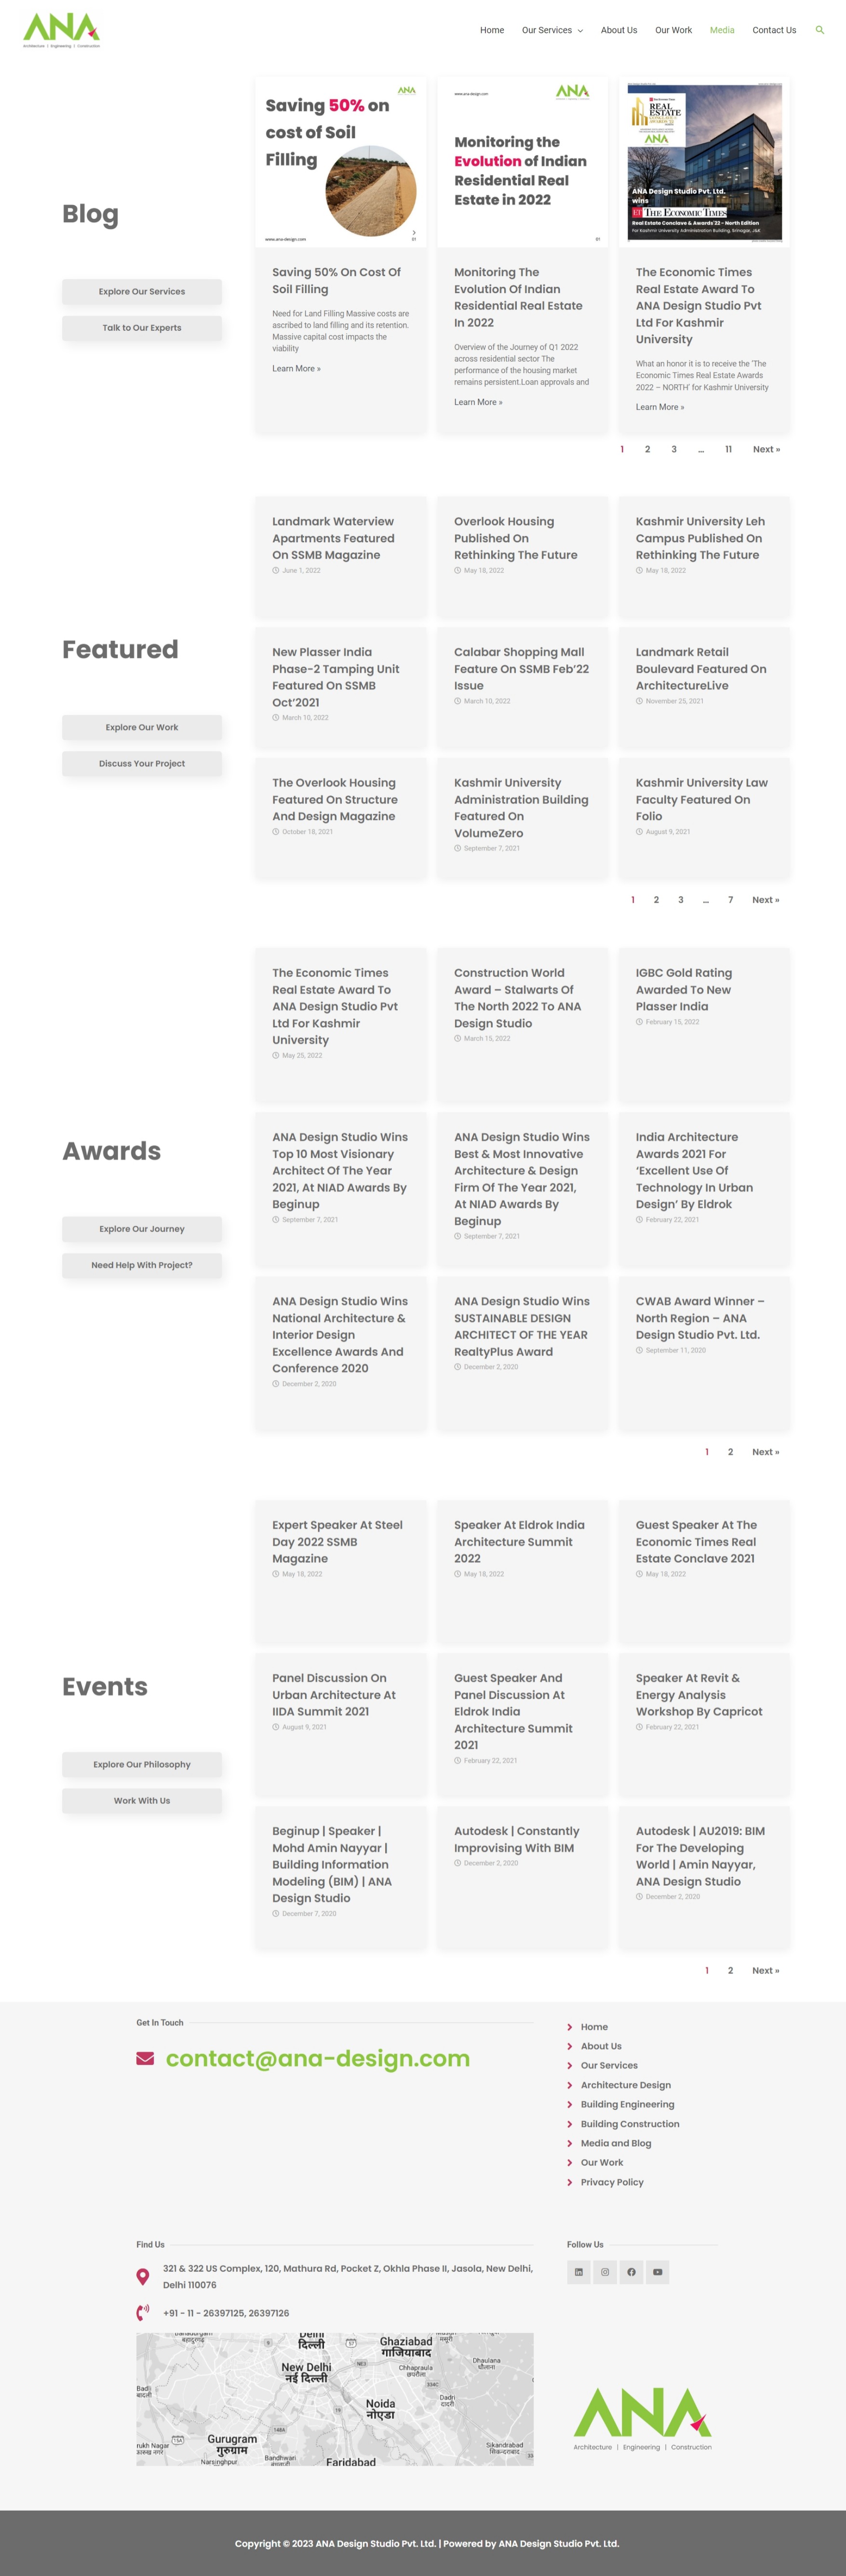 ANA
Architecture | Engineering | Construction
Home
Our Services
About Us
Our Work
Media
Contact Us
Blog
Explore Our Services
Talk to Our Experts
ANA
Saving 50% on
cost of Soil
Filling
www.ana-design.com
01
Saving 50% On Cost Of
Soil Filling
Need for Land Filling Massive costs are
ascribed to land filling and its retention.
Massive capital cost impacts the
viability
Learn More »
www.ana-design.com
ANA
Monitoring the
Evolution of Indian
Residential Real
Estate in 2022
01
Monitoring The
Evolution Of Indian
Residential Real Estate
In 2022
Overview of the Journey of Q1 2022
across residential sector The
performance of the housing market
remains persistent.Loan approvals and
Learn More »
REAL
ESTATE
ANA
ANA Design Studio Pvt. Ltd.
wins
ET THE ECONOMIC TIMES
Real Estate Conclave & Awards'22 – North Edition
For Kashmir University Administration Building, Srinagar, J&K
The Economic Times
Real Estate Award To
ANA Design Studio Pvt
Ltd For Kashmir
University
What an honor it is to receive the ‘The
Economic Times Real Estate Awards
2022 – NORTH’ for Kashmir University
Learn More »
1 2 3 … 11 Next »
Featured
Explore Our Work
Discuss Your Project
Landmark Waterview
Apartments Featured
On SSMB Magazine
June 1, 2022
Overlook Housing
Published On
Rethinking The Future
May 18, 2022
Kashmir University Leh
Campus Published On
Rethinking The Future
May 18, 2022
New Plasser India
Phase-2 Tamping Unit
Featured On SSMB
Oct’2021
March 10, 2022
Calabar Shopping Mall
Feature On SSMB Feb’22
Issue
March 10, 2022
Landmark Retail
Boulevard Featured On
ArchitectureLive
November 25, 2021
The Overlook Housing
Featured On Structure
And Design Magazine
October 18, 2021
Kashmir University
Administration Building
Featured On
VolumeZero
September 7, 2021
Kashmir University Law
Faculty Featured On
Folio
August 9, 2021
1 2 3 … 7 Next »
Awards
Explore Our Journey
Need Help With Project?
The Economic Times
Real Estate Award To
ANA Design Studio Pvt
Ltd For Kashmir
University
May 25, 2022
Construction World
Award – Stalwarts Of
The North 2022 To ANA
Design Studio
March 15, 2022
IGBC Gold Rating
Awarded To New
Plasser India
February 15, 2022
ANA Design Studio Wins
Top 10 Most Visionary
Architect Of The Year
2021, At NIAD Awards By
Beginup
September 7, 2021
ANA Design Studio Wins
Best & Most Innovative
Architecture & Design
Firm Of The Year 2021,
At NIAD Awards By
Beginup
September 7, 2021
India Architecture
Awards 2021 For
‘Excellent Use Of
Technology In Urban
Design’ By Eldrok
February 22, 2021
ANA Design Studio Wins
National Architecture &
Interior Design
Excellence Awards And
Conference 2020
December 2, 2020
ANA Design Studio Wins
SUSTAINABLE DESIGN
ARCHITECT OF THE YEAR
RealtyPlus Award
December 2, 2020
CWAB Award Winner –
North Region – ANA
Design Studio Pvt. Ltd.
September 11, 2020
1 2 Next »
Events
Explore Our Philosophy
Work With Us
Expert Speaker At Steel
Day 2022 SSMB
Magazine
May 18, 2022
Speaker At Eldrok India
Architecture Summit
2022
May 18, 2022
Guest Speaker At The
Economic Times Real
Estate Conclave 2021
May 18, 2022
Panel Discussion On
Urban Architecture At
IIDA Summit 2021
August 9, 2021
Guest Speaker And
Panel Discussion At
Eldrok India
Architecture Summit
2021
February 22, 2021
Speaker At Revit &
Energy Analysis
Workshop By Capricot
February 22, 2021
Beginup | Speaker |
Mohd Amin Nayyar |
Building Information
Modeling (BIM) | ANA
Design Studio
December 7, 2020
Autodesk | Constantly
Improvising With BIM
December 2, 2020
Autodesk | AU2019: BIM
For The Developing
World | Amin Nayyar,
ANA Design Studio
December 2, 2020
1 2 Next »
Get In Touch
contact@ana-design.com
Home
About Us
Our Services
Architecture Design
Building Engineering
Building Construction
Media and Blog
Our Work
Privacy Policy
Find Us
321 & 322 US Complex, 120, Mathura Rd, Pocket Z, Okhla Phase II, Jasola, New Delhi,
Delhi 110076
+91 - 11 - 26397125, 26397126
Follow Us
बहादुरगढ़
Delhi
दिल्ली
Ghaziabad
गाजियाबाद
मसूरी
New Delhi
नई दिल्ली
Chhapraula
छपरौला
Dhaulana
धौलाना
Badli
बादली
Noida
नोएडा
Dadri
दादरी
Gurugram
गुरुग्राम
Narsinghpur
Bandhwari
Faridabad
Sikandrabad
सिकन्दराबाद
ANA
Architecture | Engineering | Construction
Copyright © 2023 ANA Design Studio Pvt. Ltd. | Powered by ANA Design Studio Pvt. Ltd.